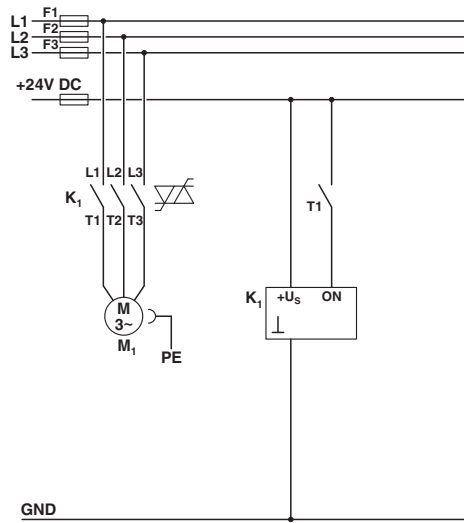 L1 F1
L2 F2
L3 F3
+24V DC
L1 L2 L3
K1
T1 T2 T3
T1
K1 +US ON
M
3~
M1
PE
GND